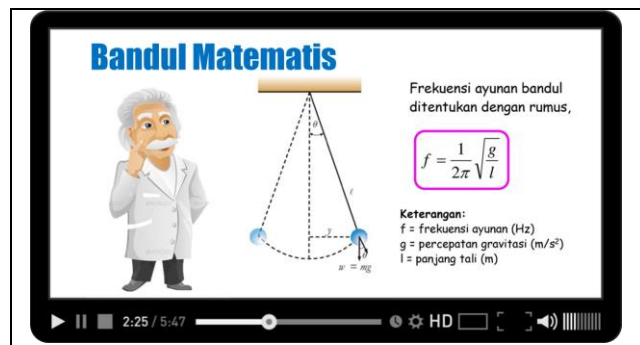 Bandul Matematis
Frekuensi ayunan bandul
ditentukan dengan rumus,
f = 1/2π √g/l
Keterangan:
f = frekuensi ayunan (Hz)
g = percepatan gravitasi (m/s²)
l = panjang tali (m)
θ
ℓ
y
θ
w = mg
2:25 / 5:47
HD